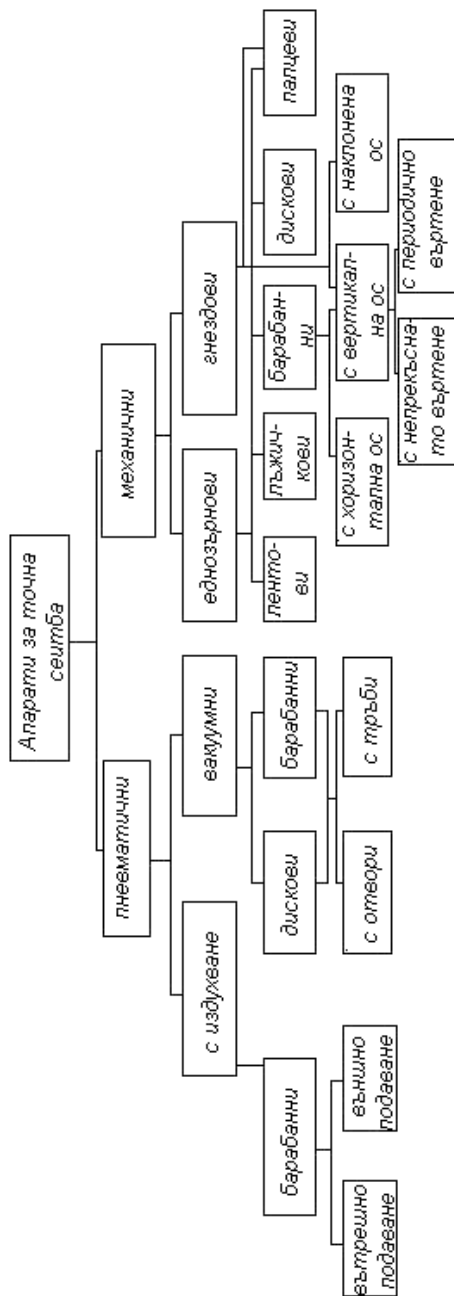 Апарати за точна
сеитба
пневматични
механични
с издухване
вакуумни
еднозърнови
гнездови
барабанни
дискови
барабанни
ленто-
ви
лъжич-
кови
барабан-
ни
дискови
палцеви
вътрешно
подаване
външно
подаване
с отвори
с тръби
с хоризон-
тална ос
с вертикал-
на ос
с наклонена
ос
с непрекъсна-
то въртене
с периодично
въртене